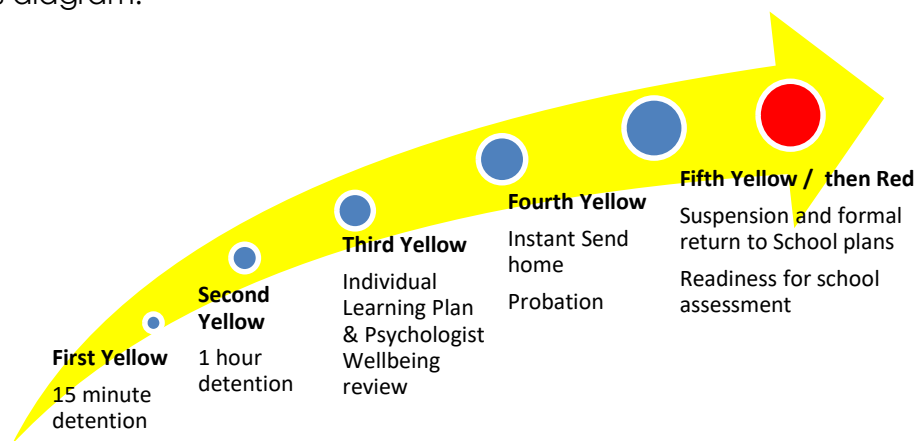 s diagram.
First Yellow
15 minute
detention
Second
Yellow
1 hour
detention
Third Yellow
Individual
Learning Plan
& Psychologist
Wellbeing
review
Fourth Yellow
Instant Send
home
Probation
Fifth Yellow /  then Red
Suspension and formal
return to School plans
Readiness for school
assessment